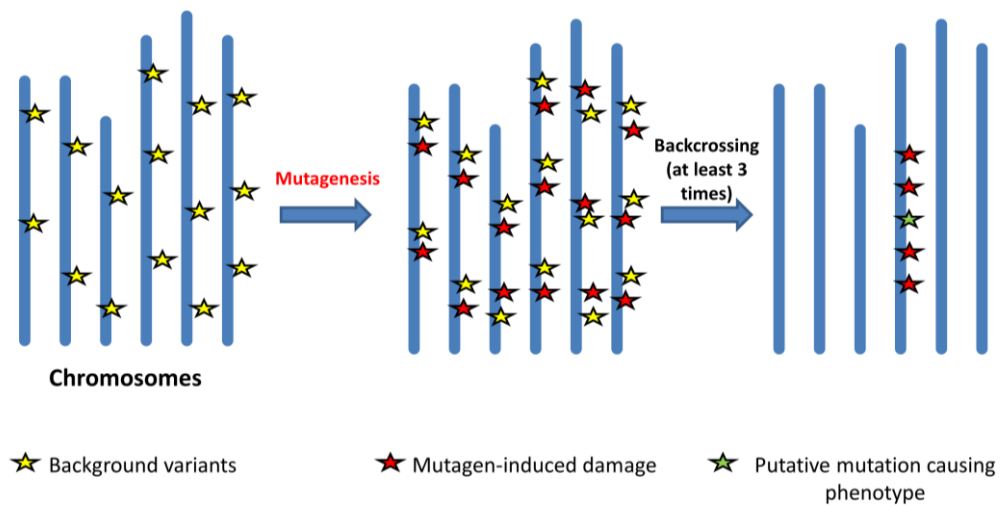 Mutagenesis
Backcrossing
(at least 3
times)
Chromosomes
Background variants
Mutagen-induced damage
Putative mutation causing
phenotype